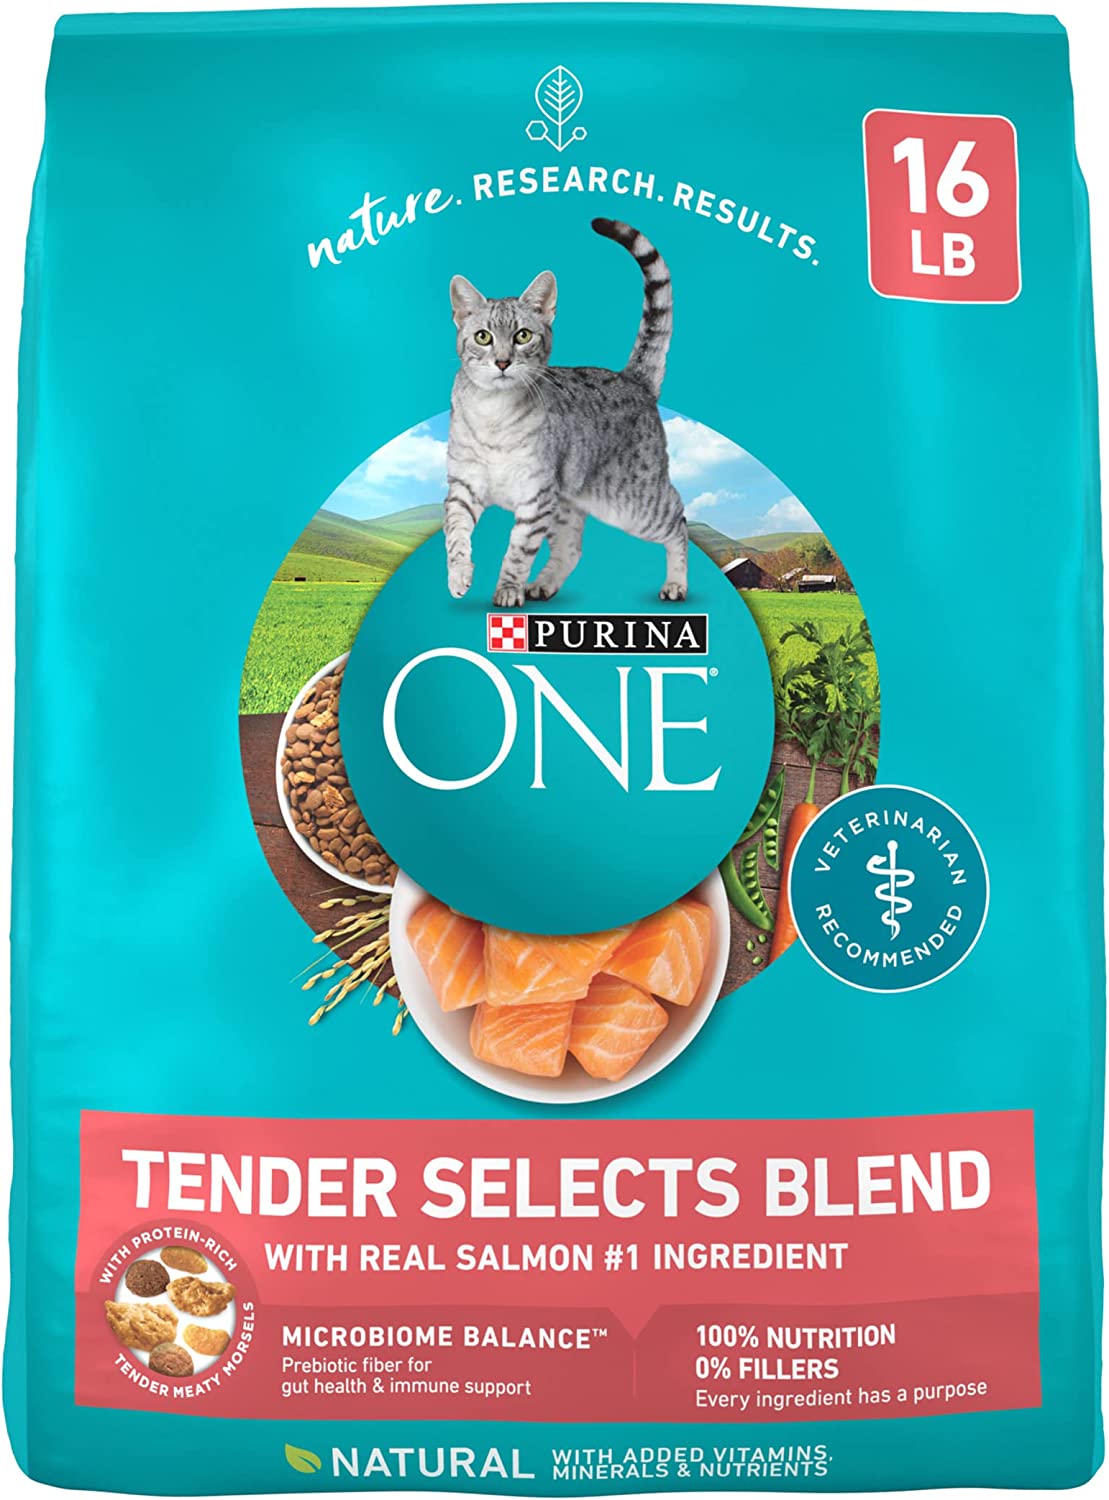 16
LB
nature. RESEARCH. RESULTS.
PURINA
ONE®
VETERINARIAN
RECOMMENDED
TENDER SELECTS BLEND
WITH REAL SALMON #1 INGREDIENT
WITH PROTEIN-RICH
TENDER MEATY MORSELS
MICROBIOME BALANCE™
Prebiotic fiber for
gut health & immune support
100% NUTRITION
0% FILLERS
Every ingredient has a purpose
NATURAL
WITH ADDED VITAMINS,
MINERALS & NUTRIENTS